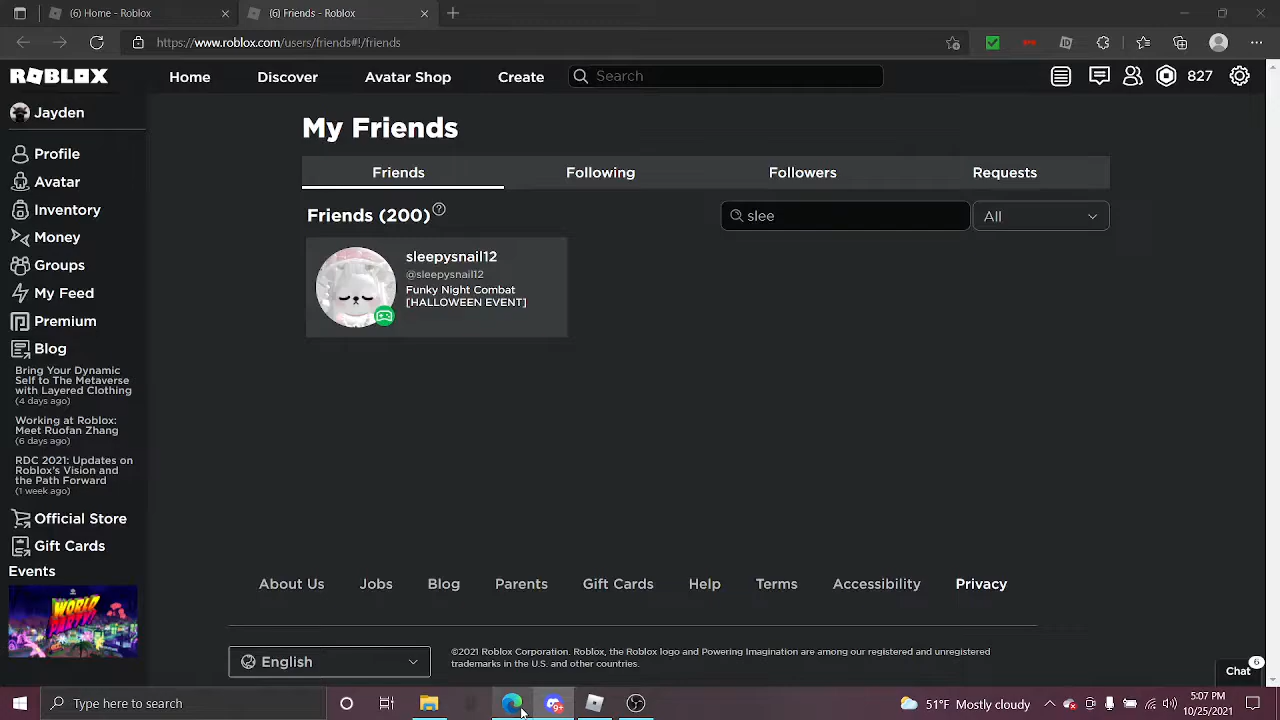 (6) Home - Roblox
(6) Friends - Roblox
https://www.roblox.com/users/friends#!/friends
ROBLOX
Home
Discover
Avatar Shop
Create
Search
827
Jayden
Profile
Avatar
Inventory
Money
Groups
My Feed
Premium
Blog
Bring Your Dynamic
Self to The Metaverse
with Layered Clothing
(4 days ago)
Working at Roblox:
Meet Ruofan Zhang
(6 days ago)
RDC 2021: Updates on
Roblox's Vision and
the Path Forward
(1 week ago)
Official Store
Gift Cards
Events
WORLD
PARTY!
My Friends
Friends
Following
Followers
Requests
Friends (200)
slee
All
sleepysnail12
@sleepysnail12
Funky Night Combat
[HALLOWEEN EVENT]
About Us
Jobs
Blog
Parents
Gift Cards
Help
Terms
Accessibility
Privacy
English
©2021 Roblox Corporation. Roblox, the Roblox logo and Powering Imagination are among our registered and unregistered
trademarks in the U.S. and other countries.
Chat
6
Type here to search
9+
51°F Mostly cloudy
5:07 PM
10/25/2021